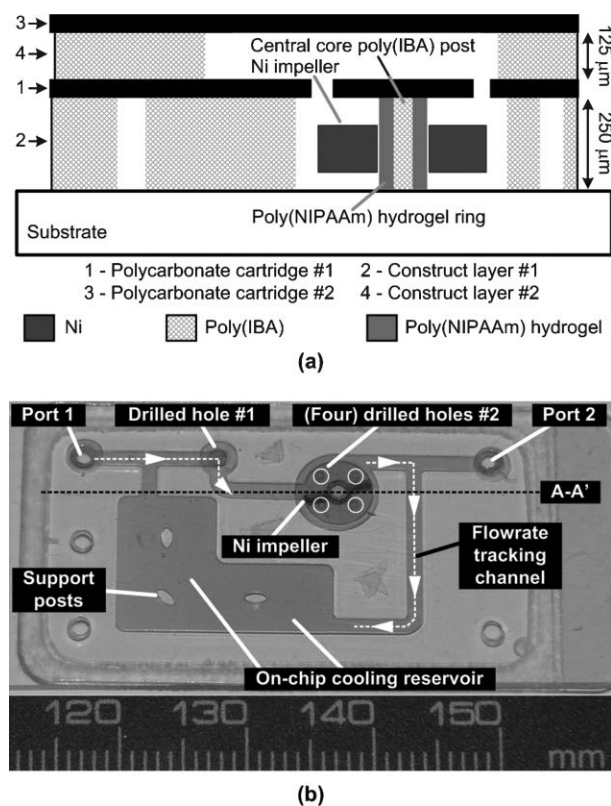 3
4
1
2
Central core poly(IBA) post
Ni impeller
125 µm
250 µm
Poly(NIPAAm) hydrogel ring
Substrate
1 - Polycarbonate cartridge #1 2 - Construct layer #1
3 - Polycarbonate cartridge #2 4 - Construct layer #2
Ni Poly(IBA) Poly(NIPAAm) hydrogel
(a)
Port 1 Drilled hole #1 (Four) drilled holes #2 Port 2
A-A'
Ni impeller
Flowrate
tracking
channel
Support
posts
On-chip cooling reservoir
120 130 140 150
mm
(b)